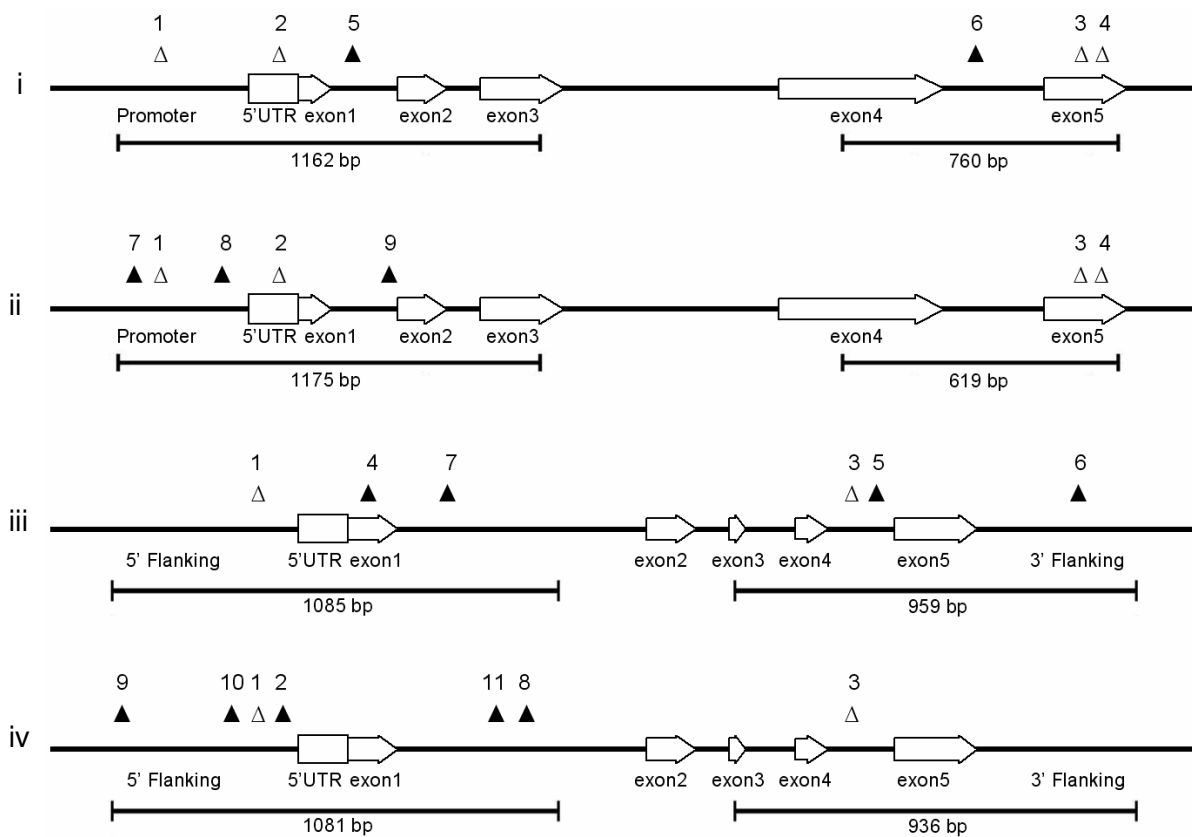 1 2 5 6 3 4
i
Promoter 5'UTR exon1 exon2 exon3 exon4 exon5
1162 bp 760 bp
7 1 8 2 9 3 4
ii
Promoter 5'UTR exon1 exon2 exon3 exon4 exon5
1175 bp 619 bp
1 4 7 3 5 6
iii
5' Flanking 5'UTR exon1 exon2 exon3 exon4 exon5 3' Flanking
1085 bp 959 bp
9 10 1 2 11 8 3
iv
5' Flanking 5'UTR exon1 exon2 exon3 exon4 exon5 3' Flanking
1081 bp 936 bp